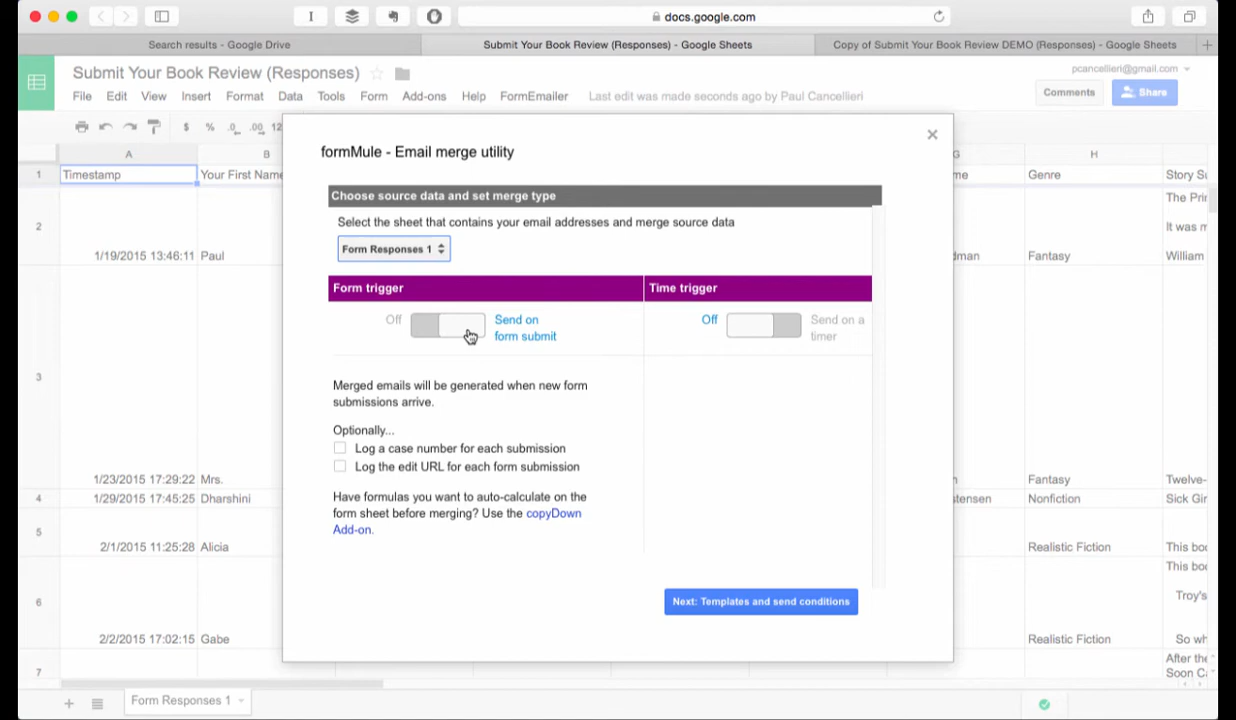 docs.google.com
Search results - Google Drive
Submit Your Book Review (Responses) - Google Sheets
Copy of Submit Your Book Review DEMO (Responses) - Google Sheets
Submit Your Book Review (Responses)
pcancellieri@gmail.com
File Edit View Insert Format Data Tools Form Add-ons Help FormEmailer Last edit was made seconds ago by Paul Cancellieri
Comments
Share
$ % .0 .00 12
formMule - Email merge utility
A B H
1 Timestamp Your First Name Genre
Choose source data and set merge type
Select the sheet that contains your email addresses and merge source data
Form Responses 1
Form trigger
Time trigger
Off Send on form submit
Off Send on a timer
Merged emails will be generated when new form
submissions arrive.
Optionally...
Log a case number for each submission
Log the edit URL for each form submission
Have formulas you want to auto-calculate on the
form sheet before merging? Use the copyDown
Add-on.
Next: Templates and send conditions
2 1/19/2015 13:46:11 Paul Fantasy William
3 1/23/2015 17:29:22 Mrs. Fantasy Twelve-
4 1/29/2015 17:45:25 Dharshini Nonfiction Sick Gir
5 2/1/2015 11:25:28 Alicia Realistic Fiction
6 2/2/2015 17:02:15 Gabe Realistic Fiction
7
Form Responses 1